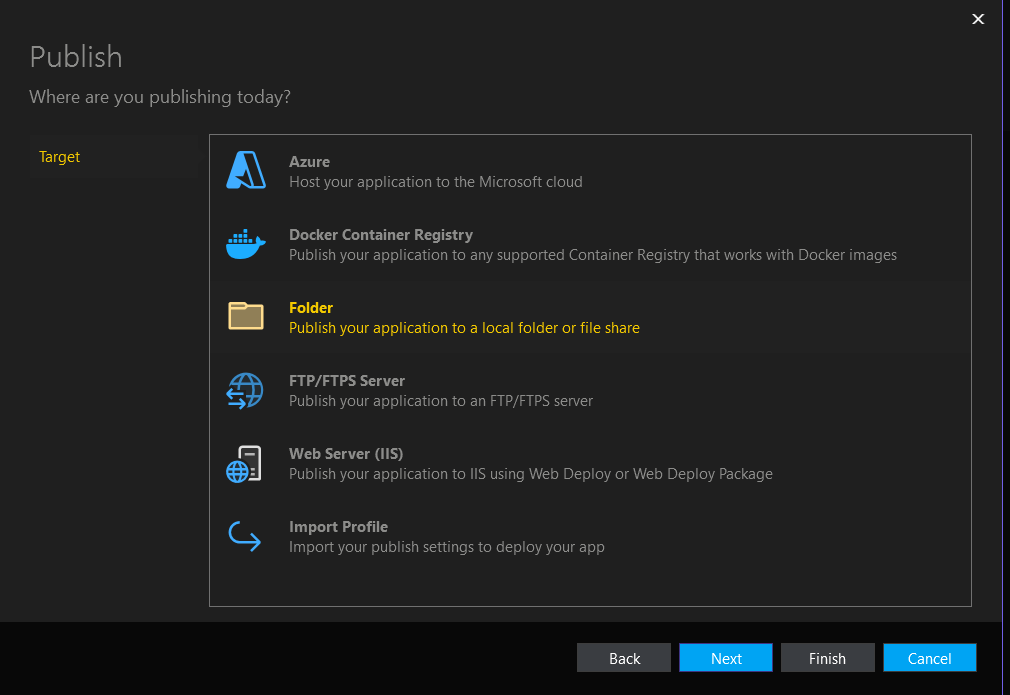 Publish
Where are you publishing today?
Target
Azure
Host your application to the Microsoft cloud
Docker Container Registry
Publish your application to any supported Container Registry that works with Docker images
Folder
Publish your application to a local folder or file share
FTP/FTPS Server
Publish your application to an FTP/FTPS server
Web Server (IIS)
Publish your application to IIS using Web Deploy or Web Deploy Package
Import Profile
Import your publish settings to deploy your app
Back
Next
Finish
Cancel